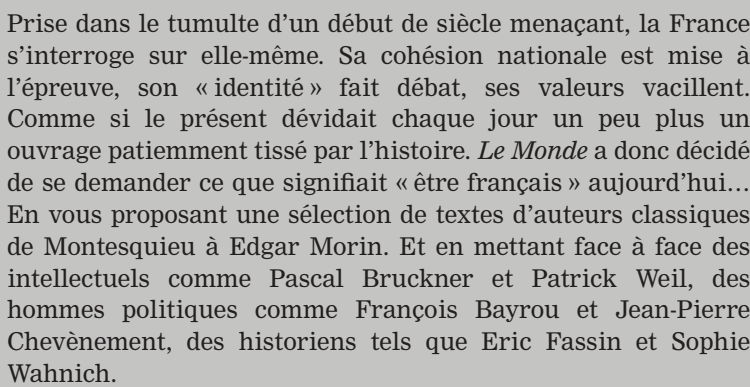 Prise dans le tumulte d’un début de siècle menaçant, la France
s’interroge sur elle-même. Sa cohésion nationale est mise à
l’épreuve, son « identité » fait débat, ses valeurs vacillent.
Comme si le présent dévidait chaque jour un peu plus un
ouvrage patiemment tissé par l’histoire. Le Monde a donc décidé
de se demander ce que signifiait « être français » aujourd’hui…
En vous proposant une sélection de textes d’auteurs classiques
de Montesquieu à Edgar Morin. Et en mettant face à face des
intellectuels comme Pascal Bruckner et Patrick Weil, des
hommes politiques comme François Bayrou et Jean-Pierre
Chevènement, des historiens tels que Eric Fassin et Sophie
Wahnich.